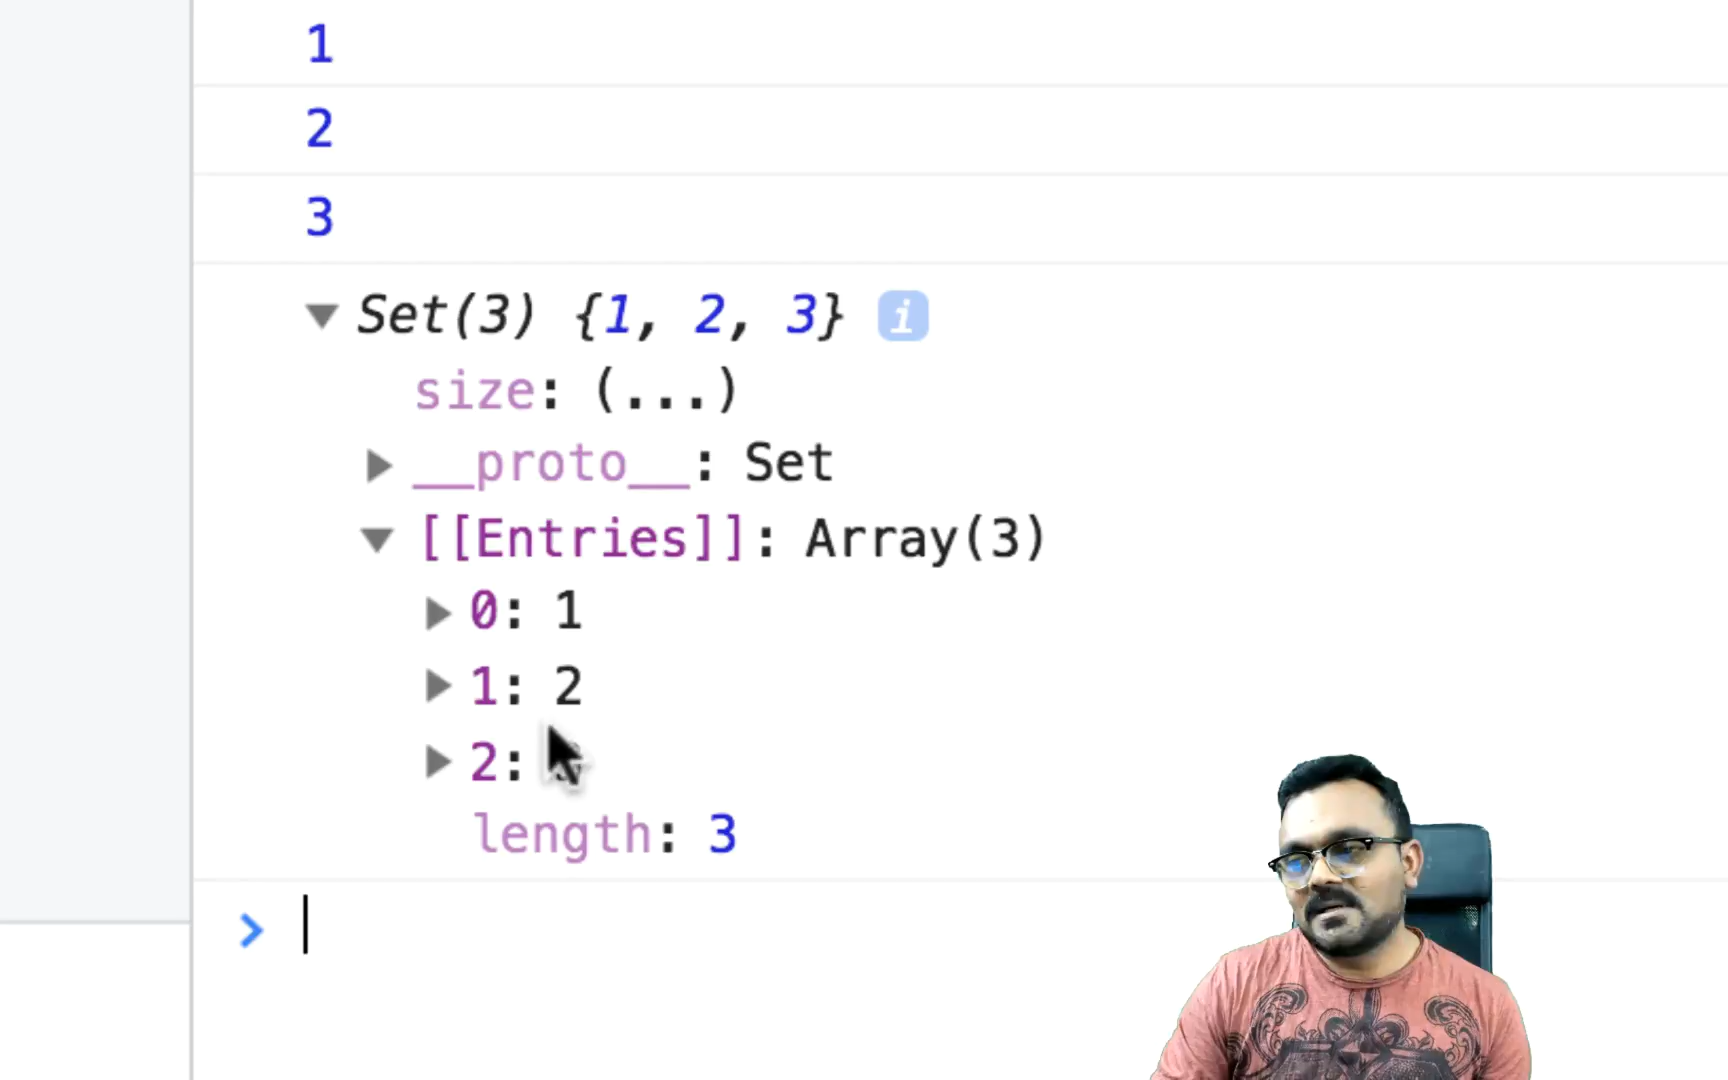 1
2
3
Set(3) {1, 2, 3} i
size: (...)
__proto__: Set
[[Entries]]: Array(3)
0: 1
1: 2
2:
length: 3